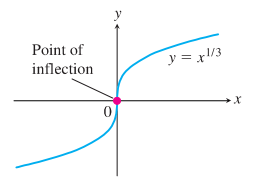 y
Point of
inflection
y = x^{1/3}
x
0